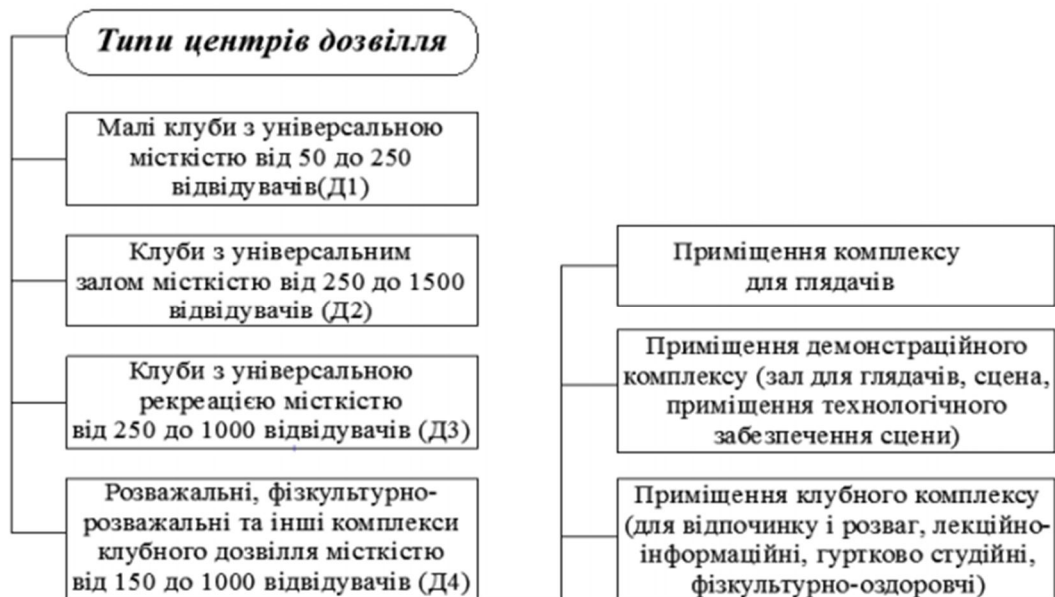 Типи центрів дозвілля
Малі клуби з універсальною
місткістю від 50 до 250
відвідувачів(Д1)
Клуби з універсальним
залом місткістю від 250 до 1500
відвідувачів (Д2)
Клуби з універсальною
рекреацією місткістю
від 250 до 1000 відвідувачів (Д3)
Розважальні, фізкультурно-
розважальні та інші комплекси
клубного дозвілля місткістю
від 150 до 1000 відвідувачів (Д4)
Приміщення комплексу
для глядачів
Приміщення демонстраційного
комплексу (зал для глядачів, сцена,
приміщення технологічного
забезпечення сцени)
Приміщення клубного комплексу
(для відпочинку і розваг, лекційно-
інформаційні, гуртково студійні,
фізкультурно-оздоровчі)